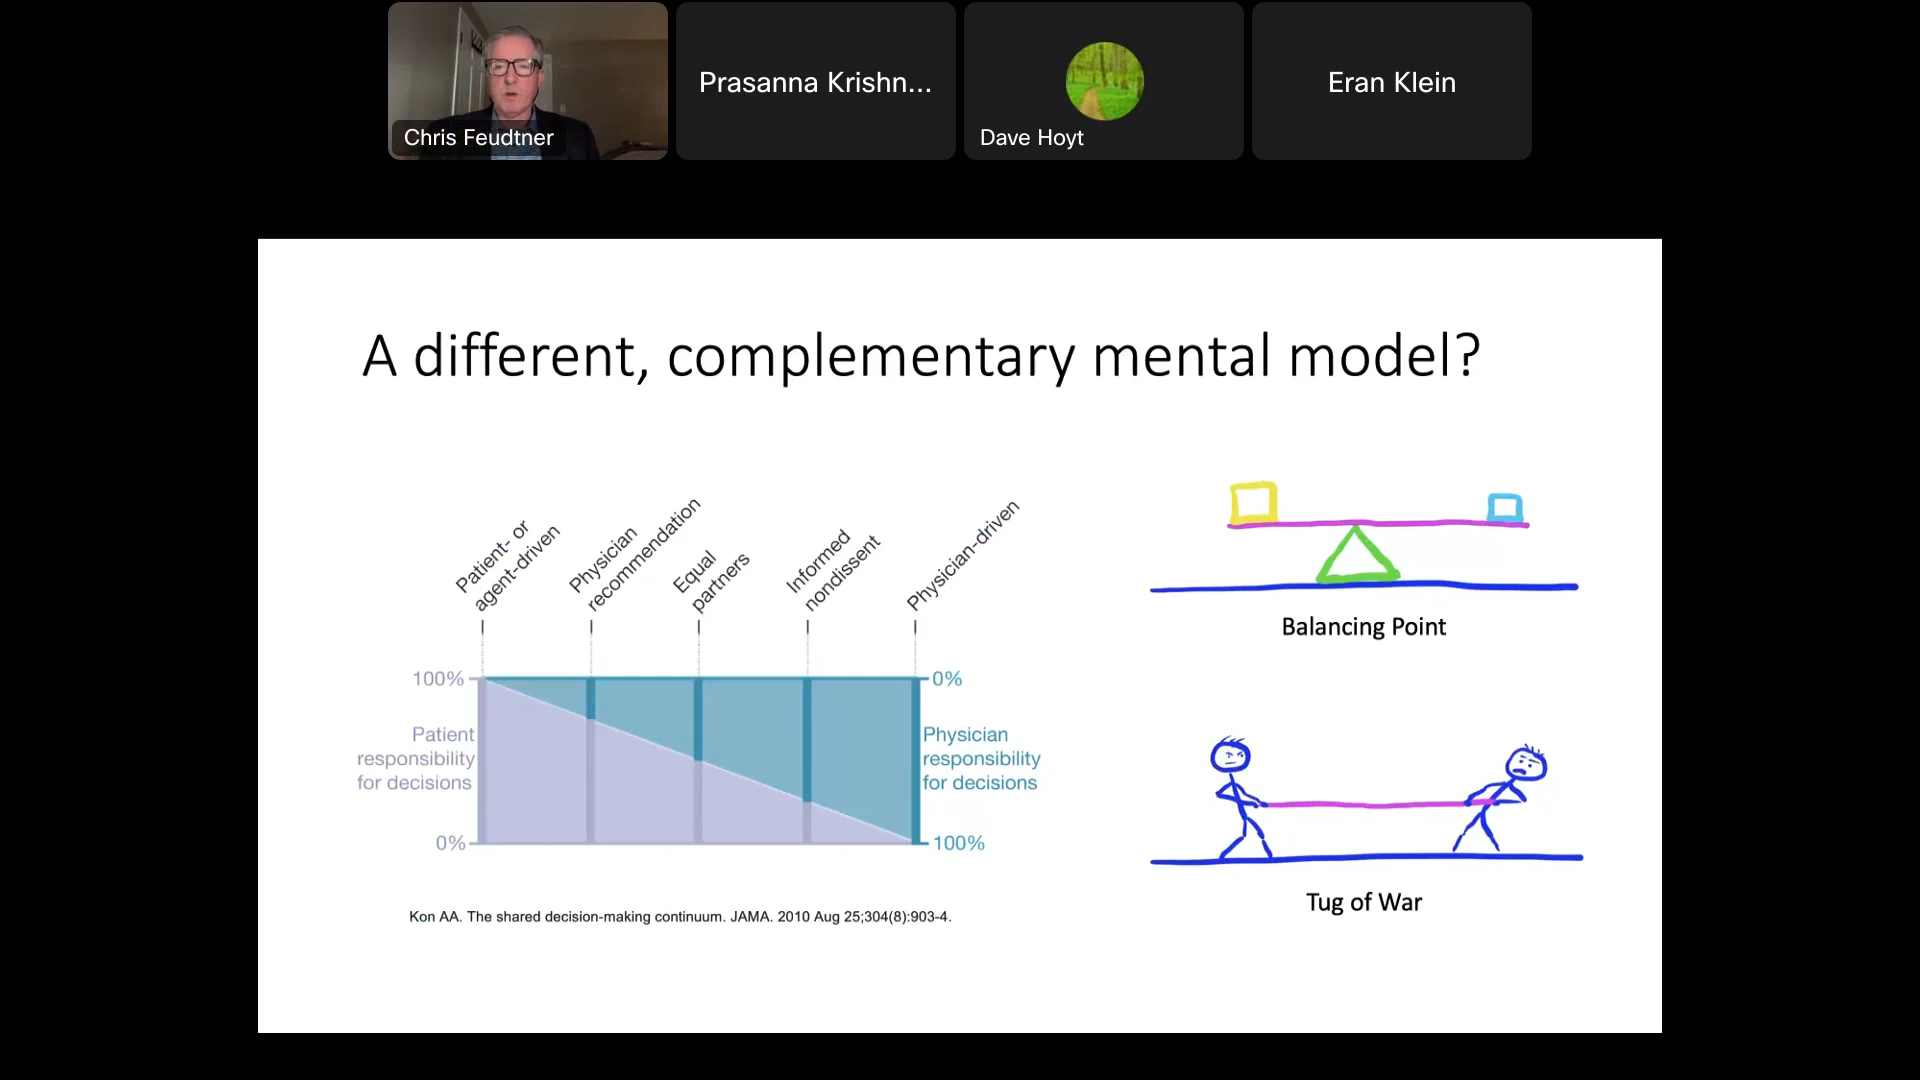 Chris Feudtner
Prasanna Krishn...
Dave Hoyt
Eran Klein
A different, complementary mental model?
Patient- or
agent-driven
Physician
recommendation
Equal
partners
Informed
nondissent
Physician-driven
100%
0%
Patient
responsibility
for decisions
Physician
responsibility
for decisions
0%
100%
Kon AA. The shared decision-making continuum. JAMA. 2010 Aug 25;304(8):903-4.
Balancing Point
Tug of War